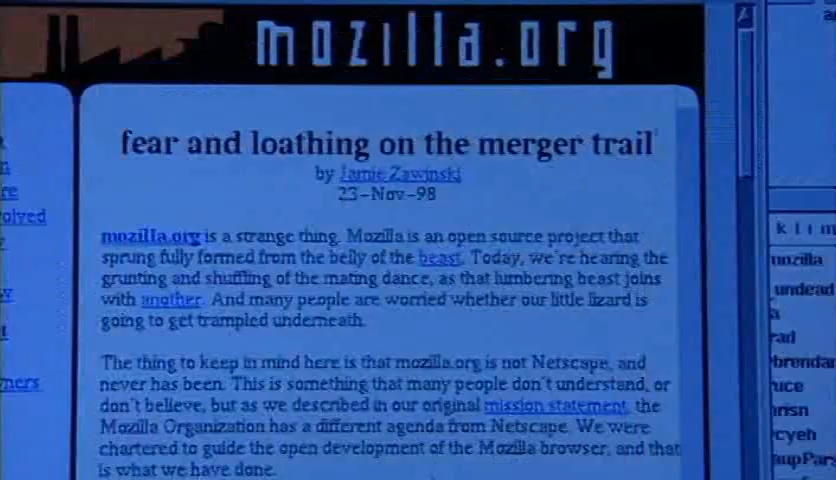 mozilla.org
fear and loathing on the merger trail
by Jamie Zawinski
23-Nov-98
mozilla.org is a strange thing. Mozilla is an open source project that
sprung fully formed from the belly of the beast. Today, we're hearing the
grunting and shuffling of the mating dance, as that lumbering beast joins
with another. And many people are worried whether our little lizard is
going to get trampled underneath.
The thing to keep in mind here is that mozilla.org is not Netscape, and
never has been. This is something that many people don't understand, or
don't believe, but as we described in our original mission statement, the
Mozilla Organization has a different agenda from Netscape. We were
chartered to guide the open development of the Mozilla browser, and that
is what we have done.
re
olved
ners
mozilla
undead
rad
brendan
cyeh